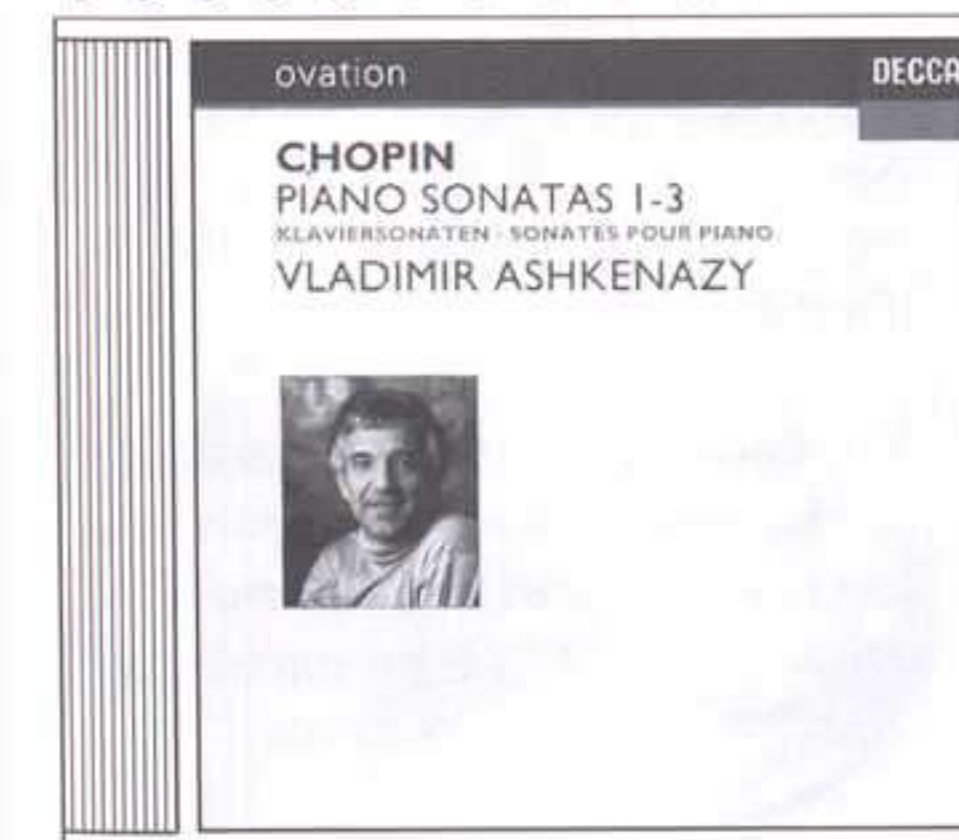 ovation DECCA
CHOPIN
PIANO SONATAS 1-3
KLAVIERSONATEN · SONATES POUR PIANO
VLADIMIR ASHKENAZY